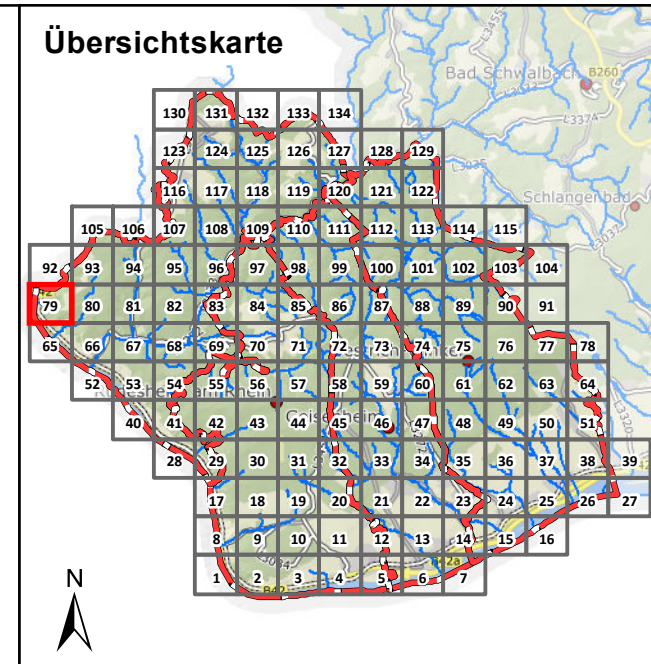 Übersichtskarte
Bad Schwalbach
B260
L3455
L3374
L3035
Schlangenbad
L3037
130 131 132 133 134
123 124 125 126 127 128 129
116 117 118 119 120 121 122
105 106 107 108 109 110 111 112 113 114 115
92 93 94 95 96 97 98 99 100 101 102 103 104
79 80 81 82 83 84 85 86 87 88 89 90 91
65 66 67 68 69 70 71 72 73 74 75 76 77 78
52 53 54 55 56 57 58 59 60 61 62 63 64
40 41 42 43 44 45 46 47 48 49 50 51
28 29 30 31 32 33 34 35 36 37 38 39
17 18 19 20 21 22 23 24 25 26 27
8 9 10 11 12 13 14 15 16
1 2 3 4 5 6 7
Geisenheim
L3320
L3034
B42
B42a
N